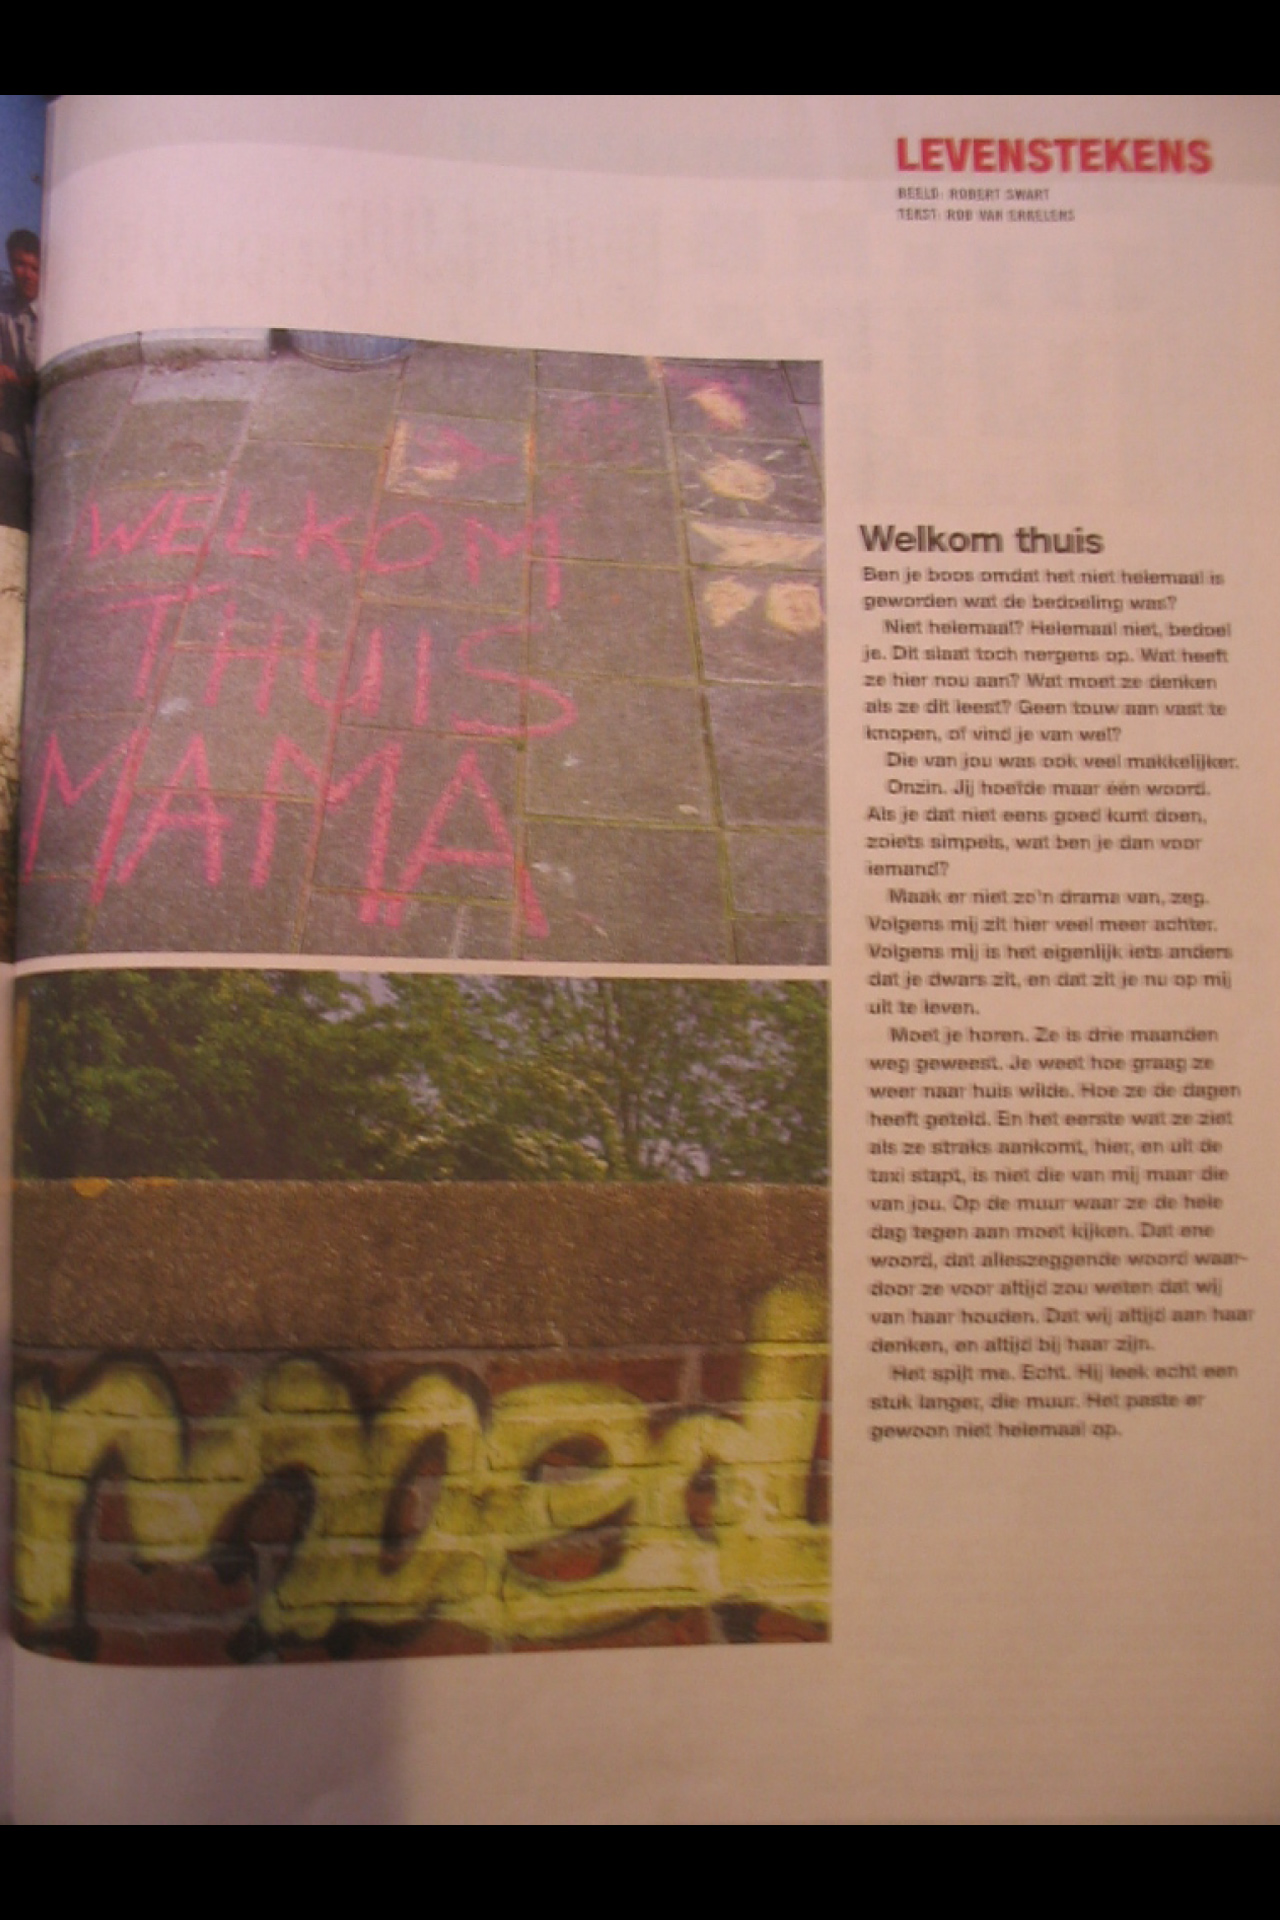 LEVENSTEKENS
BEELD: ROBERT SWART
TEKST: ROB VAN ERKELENS
WELKOM
THUIS
MAMA
Welkom thuis
Ben je boos omdat het niet helemaal is
geworden wat de bedoeling was?
Niet helemaal? Helemaal niet, bedoel
je. Dit slaat toch nergens op. Wat heeft
ze hier nou aan? Wat moet ze denken
als ze dit leest? Geen touw aan vast te
knopen, of vind je van wel?
Die van jou was ook veel makkelijker.
Onzin. Jij hoefde maar één woord.
Als je dat niet eens goed kunt doen,
zoiets simpels, wat ben je dan voor
iemand?
Maak er niet zo'n drama van, zeg.
Volgens mij zit hier veel meer achter.
Volgens mij is het eigenlijk iets anders
dat je dwars zit, en dat zit je nu op mij
uit te leven.
Moet je horen. Ze is drie maanden
weg geweest. Je weet hoe graag ze
weer naar huis wilde. Hoe ze de dagen
heeft geteld. En het eerste wat ze ziet
als ze straks aankomt, hier, en uit de
taxi stapt, is niet die van mij maar die
van jou. Op de muur waar ze de hele
dag tegen aan moet kijken. Dat ene
woord, dat alleszeggende woord waar-
door ze voor altijd zou weten dat wij
van haar houden. Dat wij altijd aan haar
denken, en altijd bij haar zijn.
Het spijt me. Echt. Hij leek echt een
stuk langer, die muur. Het paste er
gewoon niet helemaal op.